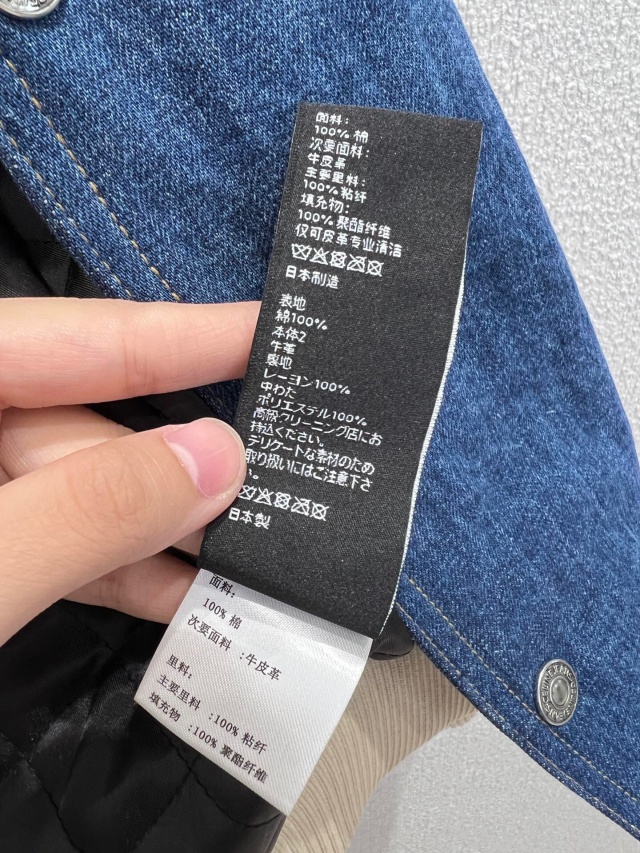 面料:
100% 棉
次要面料:
牛皮革
主要里料:
100% 粘纤
填充物:
100% 聚酯纤维
仅可皮革专业清洁
日本制造
表地
綿100%
本体2
牛革
裏地
レーヨン100%
中わた
ポリエステル100%
高級クリーニング店にお
持込ください。
デリケートな素材のため
取り扱いにはご注意下さ
い。
日本製
面料:
100% 棉
次要面料 :牛皮革
里料:
主要里料 :100% 粘纤
填充物 :100% 聚酯纤维